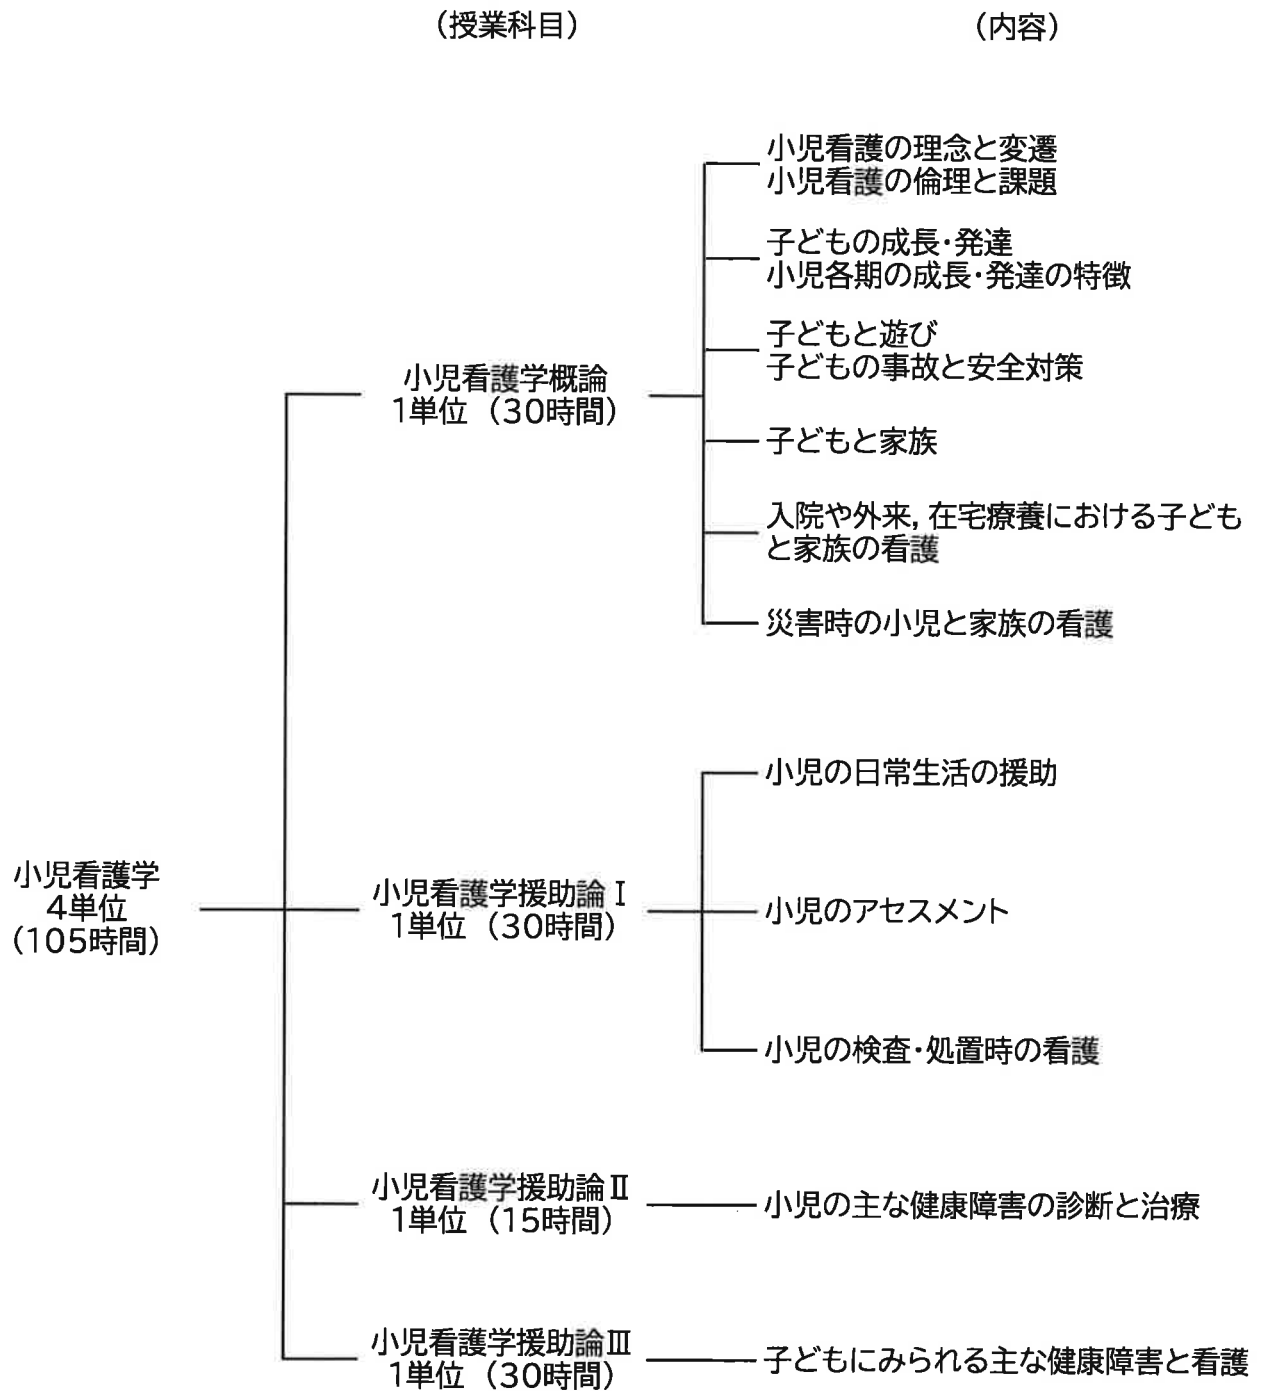 （授業科目）
（内容）
小児看護学
4単位
（105時間）
小児看護学概論
1単位（30時間）
小児看護の理念と変遷
小児看護の倫理と課題
子どもの成長・発達
小児各期の成長・発達の特徴
子どもと遊び
子どもの事故と安全対策
子どもと家族
入院や外来，在宅療養における子ども
と家族の看護
災害時の小児と家族の看護
小児看護学援助論Ⅰ
1単位（30時間）
小児の日常生活の援助
小児のアセスメント
小児の検査・処置時の看護
小児看護学援助論Ⅱ
1単位（15時間）
小児の主な健康障害の診断と治療
小児看護学援助論Ⅲ
1単位（30時間）
子どもにみられる主な健康障害と看護